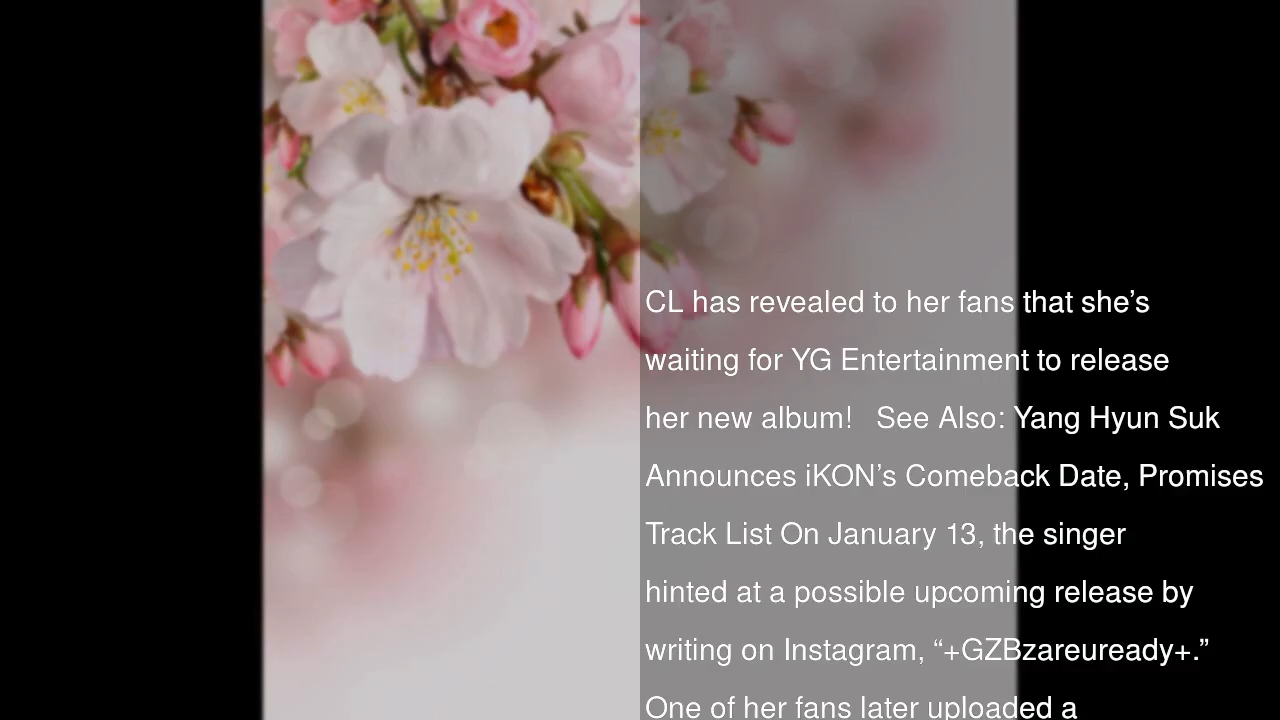 CL has revealed to her fans that she’s
waiting for YG Entertainment to release
her new album!   See Also: Yang Hyun Suk
Announces iKON’s Comeback Date, Promises
Track List On January 13, the singer
hinted at a possible upcoming release by
writing on Instagram, “+GZBzareuready+.”
One of her fans later uploaded a